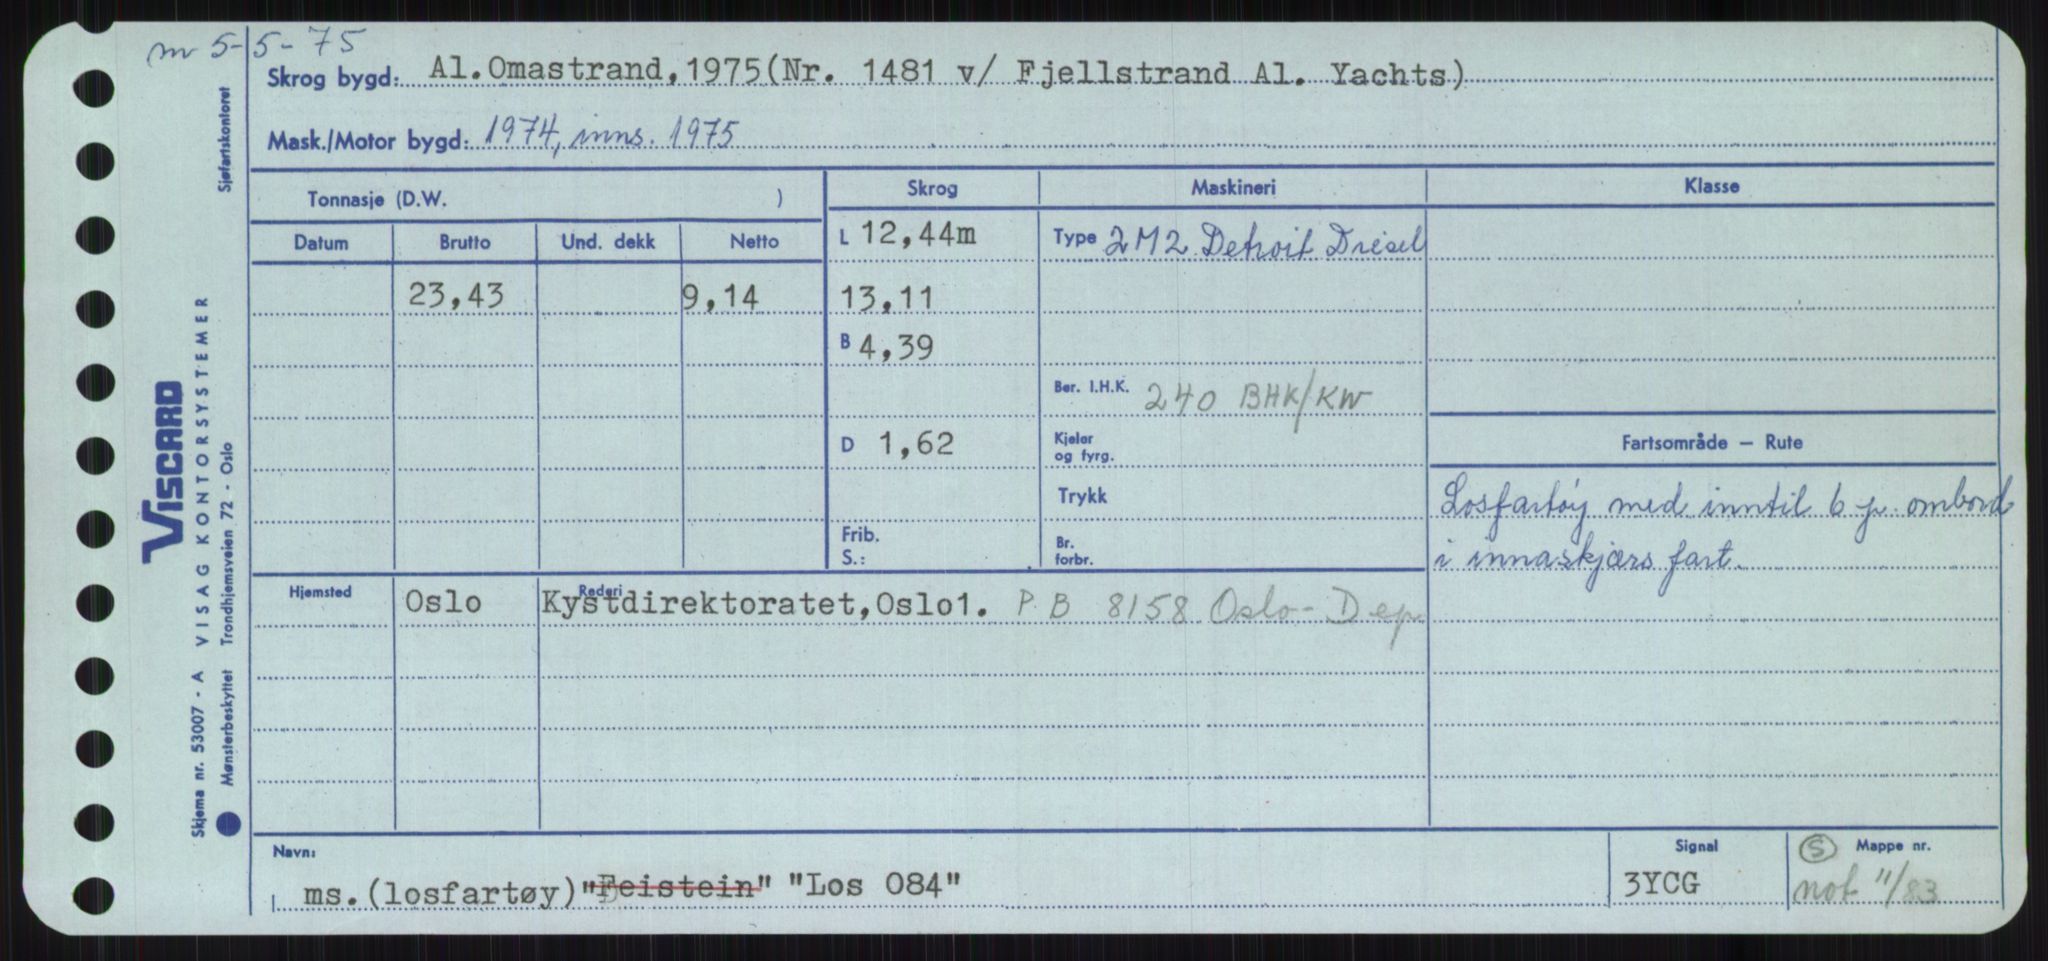 m 5-5-75
Skrog bygd: Al. Omastrand, 1975 (Nr. 1481 v/ Fjellstrand Al. Yachts)
Mask./Motor bygd: 1974, inns. 1975
Tonnasje (D.W. )
Skrog
Maskineri
Klasse
Datum Brutto Und. dekk Netto
L 12,44m
Type 2M2 Detroit Diesel
23,43 9,14
13,11
B 4,39
Ber. I.H.K. 240 BHK/KW
D 1,62
Kjeler
og fyrg.
Fartsområde — Rute
Trykk
Losfartøy med inntil 6 p. ombord
Frib.
S.:
Br.
forbr.
i innaskjærs fart.
Hjemsted Oslo
Rederi Kystdirektoratet, Oslo1. P B 8158 Oslo-Dep
Navn: ms. (losfartøy) "Feistein" "Los 084"
Signal
3YCG
S Mappe nr.
not 11/83
Sjøfartskontoret
VISCARD
VISAG KONTORSYSTEMER
Trondhjemsveien 72 - Oslo
Skjema nr. 53007 - A
Mønsterbeskyttet